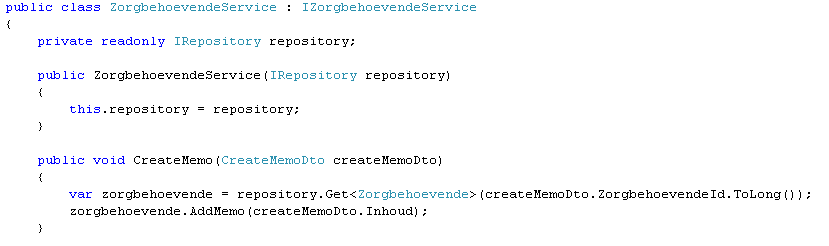 public class ZorgbehoevendeService : IZorgbehoevendeService
{
    private readonly IRepository repository;

    public ZorgbehoevendeService(IRepository repository)
    {
        this.repository = repository;
    }

    public void CreateMemo(CreateMemoDto createMemoDto)
    {
        var zorgbehoevende = repository.Get<Zorgbehoevende>(createMemoDto.ZorgbehoevendeId.ToLong());
        zorgbehoevende.AddMemo(createMemoDto.Inhoud);
    }